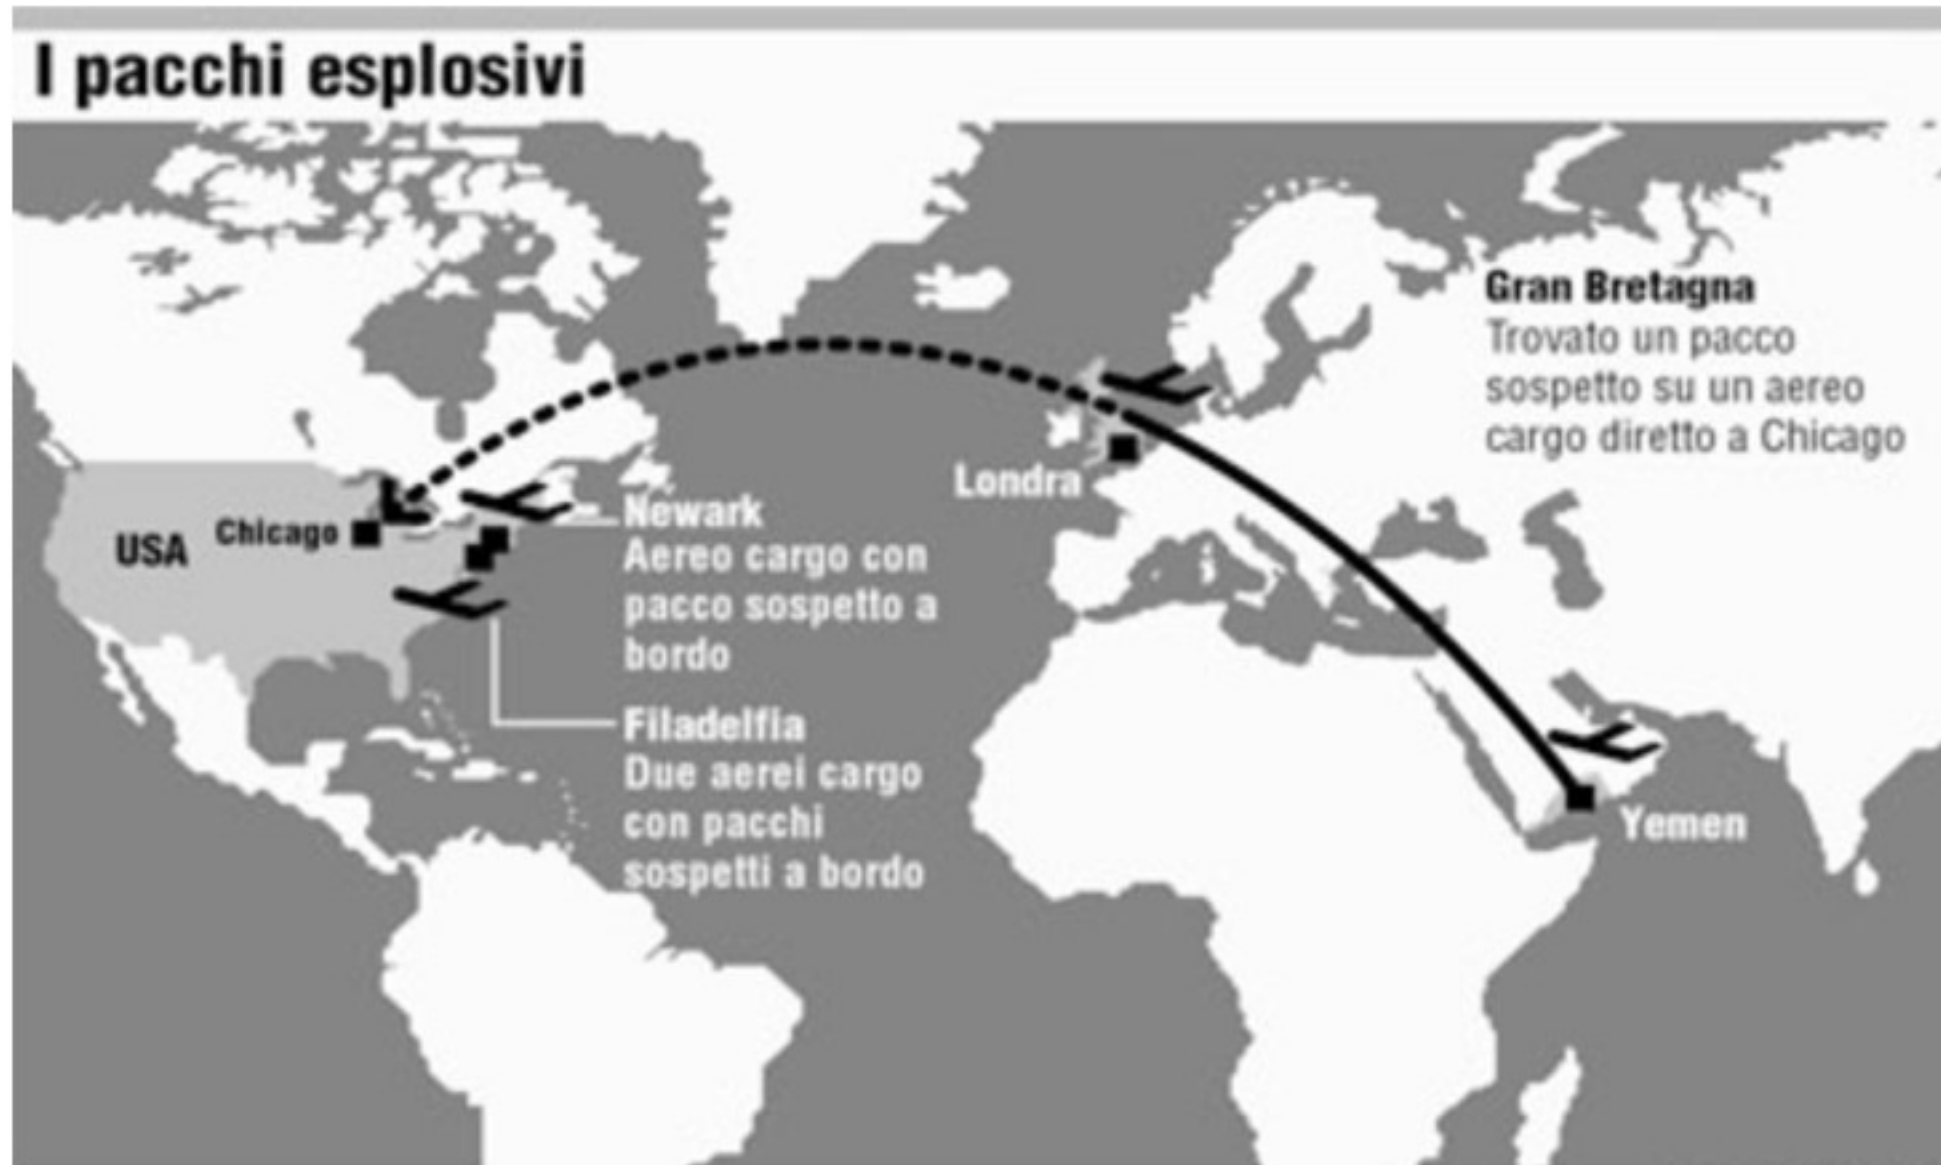 I pacchi esplosivi
Gran Bretagna
Trovato un pacco
sospetto su un aereo
cargo diretto a Chicago
Londra
USA
Chicago
Newark
Aereo cargo con
pacco sospetto a
bordo
Filadelfia
Due aerei cargo
con pacchi
sospetti a bordo
Yemen